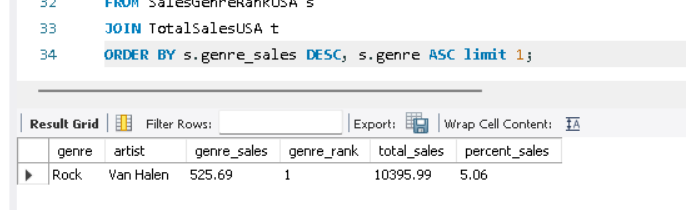 32 FROM SalesGenreRankUSA s
33 JOIN TotalSalesUSA t
34 ORDER BY s.genre_sales DESC, s.genre ASC limit 1;
Result Grid Filter Rows: Export: Wrap Cell Content: IA
genre artist genre_sales genre_rank total_sales percent_sales
Rock Van Halen 525.69 1 10395.99 5.06